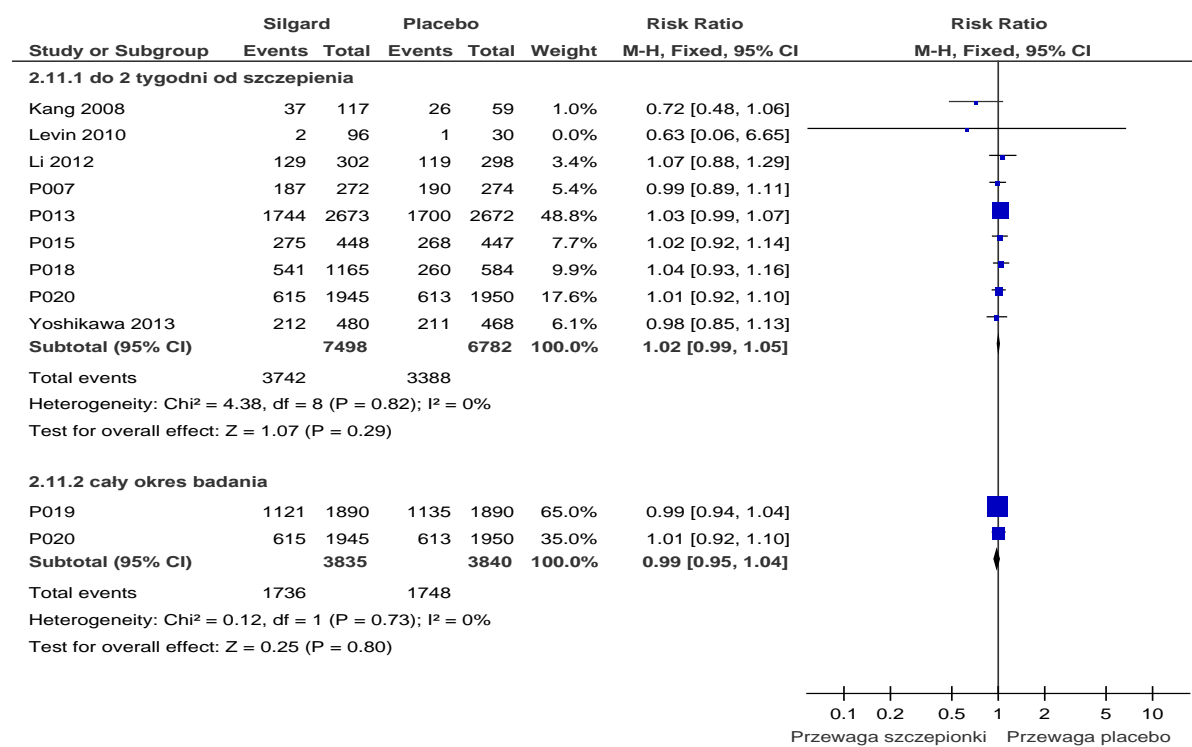 Silgard Placebo Risk Ratio Risk Ratio
Study or Subgroup Events Total Events Total Weight M-H, Fixed, 95% CI M-H, Fixed, 95% CI
2.11.1 do 2 tygodni od szczepienia
Kang 2008 37 117 26 59 1.0% 0.72 [0.48, 1.06]
Levin 2010 2 96 1 30 0.0% 0.63 [0.06, 6.65]
Li 2012 129 302 119 298 3.4% 1.07 [0.88, 1.29]
P007 187 272 190 274 5.4% 0.99 [0.89, 1.11]
P013 1744 2673 1700 2672 48.8% 1.03 [0.99, 1.07]
P015 275 448 268 447 7.7% 1.02 [0.92, 1.14]
P018 541 1165 260 584 9.9% 1.04 [0.93, 1.16]
P020 615 1945 613 1950 17.6% 1.01 [0.92, 1.10]
Yoshikawa 2013 212 480 211 468 6.1% 0.98 [0.85, 1.13]
Subtotal (95% CI) 7498 6782 100.0% 1.02 [0.99, 1.05]
Total events 3742 3388
Heterogeneity: Chi² = 4.38, df = 8 (P = 0.82); I² = 0%
Test for overall effect: Z = 1.07 (P = 0.29)
2.11.2 cały okres badania
P019 1121 1890 1135 1890 65.0% 0.99 [0.94, 1.04]
P020 615 1945 613 1950 35.0% 1.01 [0.92, 1.10]
Subtotal (95% CI) 3835 3840 100.0% 0.99 [0.95, 1.04]
Total events 1736 1748
Heterogeneity: Chi² = 0.12, df = 1 (P = 0.73); I² = 0%
Test for overall effect: Z = 0.25 (P = 0.80)
0.1 0.2 0.5 1 2 5 10
Przewaga szczepionki Przewaga placebo